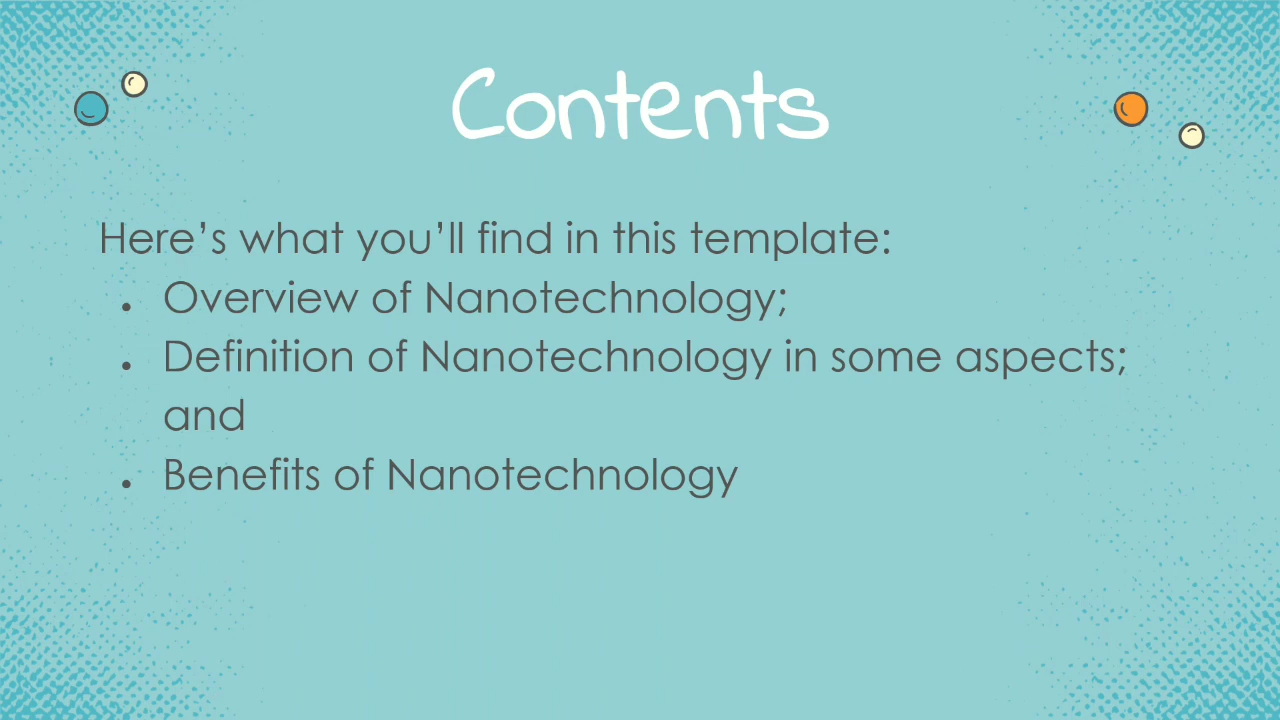 Contents
Here’s what you’ll find in this template:
● Overview of Nanotechnology;
● Definition of Nanotechnology in some aspects;
and
● Benefits of Nanotechnology